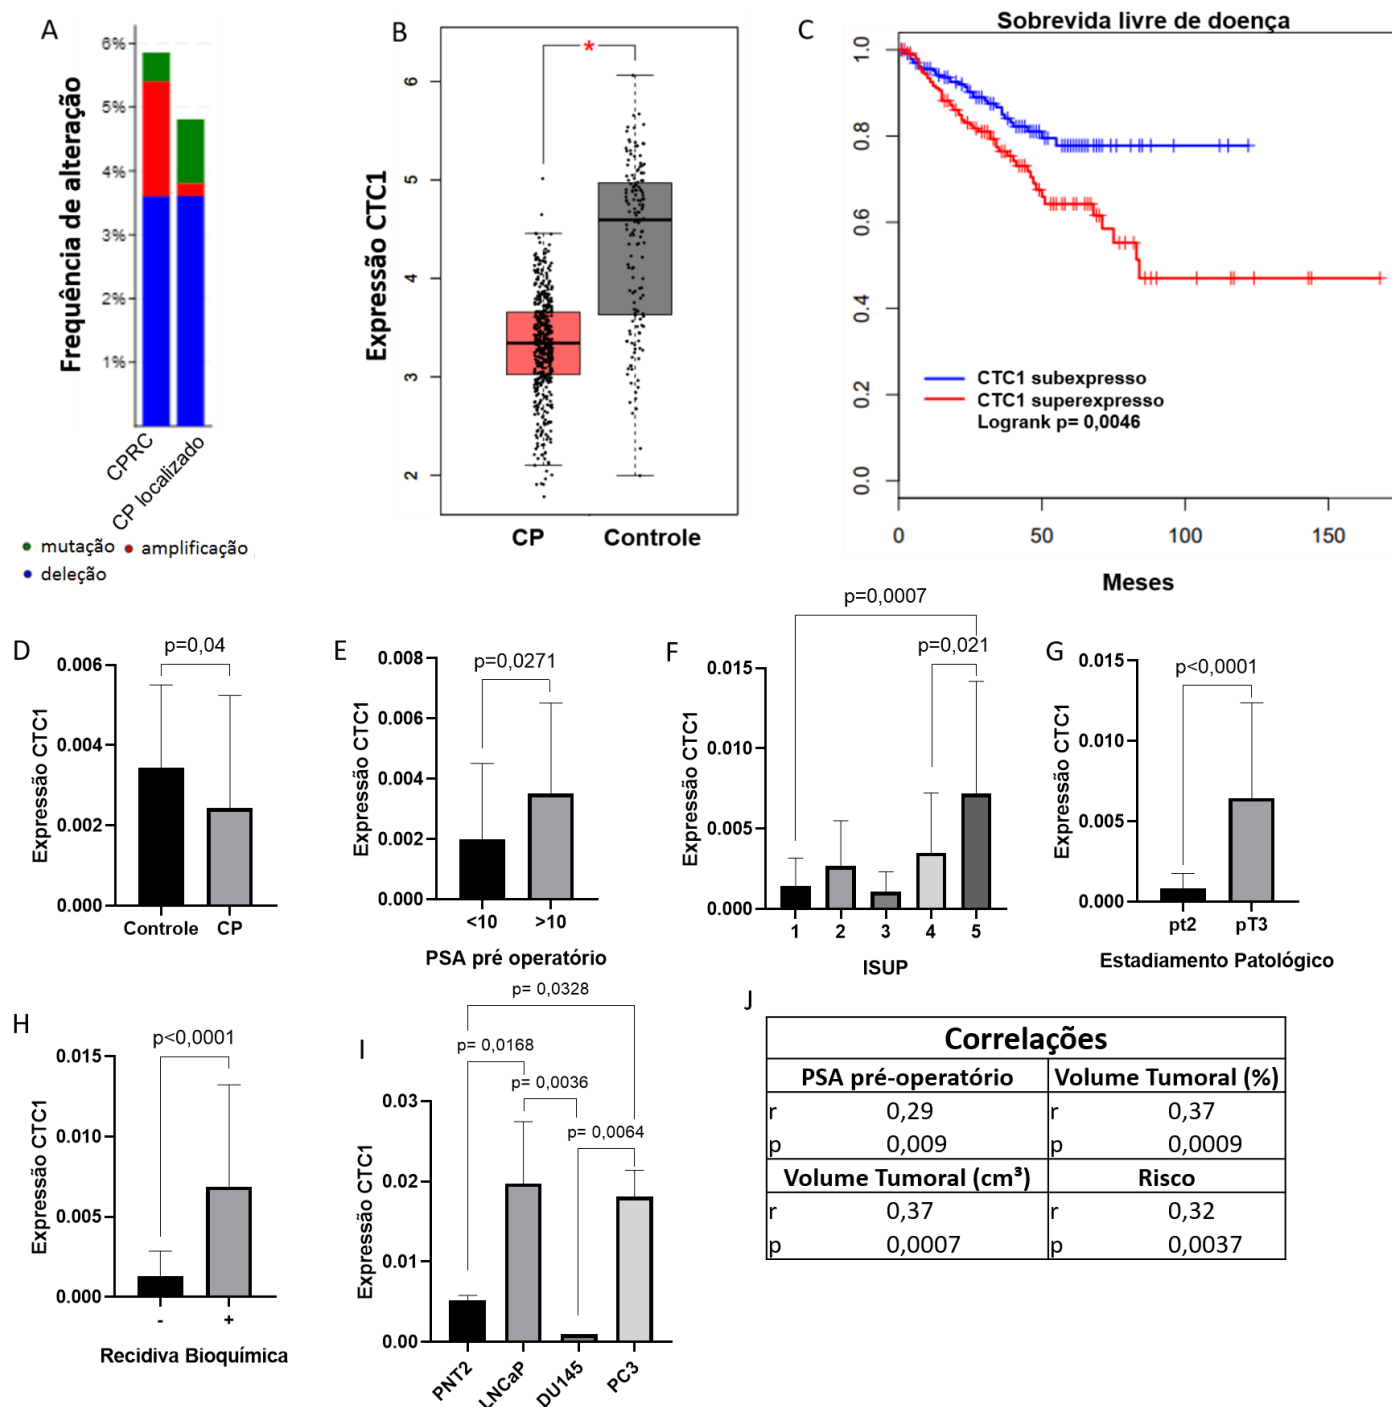 A
Frequência de alteração
6%
5%
4%
3%
2%
1%
CPRC
CP localizado
mutação
amplificação
deleção
B
*
Expressão CTC1
6
5
4
3
2
CP
Controle
C
Sobrevida livre de doença
1.0
0.8
0.6
0.4
0.2
0.0
CTC1 subexpresso
CTC1 superexpresso
Logrank p= 0,0046
0
50
100
150
Meses
D
p=0,04
Expressão CTC1
0.006
0.004
0.002
0.000
Controle
CP
E
p=0,0271
Expressão CTC1
0.008
0.006
0.004
0.002
0.000
<10
>10
PSA pré operatório
F
p=0,0007
p=0,021
Expressão CTC1
0.015
0.010
0.005
0.000
1
2
3
4
5
ISUP
G
p<0,0001
Expressão CTC1
0.015
0.010
0.005
0.000
pt2
pT3
Estadiamento Patológico
H
p<0,0001
Expressão CTC1
0.015
0.010
0.005
0.000
-
+
Recidiva Bioquímica
I
p= 0,0328
p= 0,0168
p= 0,0036
p= 0,0064
Expressão CTC1
0.03
0.02
0.01
0.00
PNT2
LNCaP
DU145
PC3
J
Correlações
PSA pré-operatório
Volume Tumoral (%)
r 0,29
r 0,37
p 0,009
p 0,0009
Volume Tumoral (cm³)
Risco
r 0,37
r 0,32
p 0,0007
p 0,0037